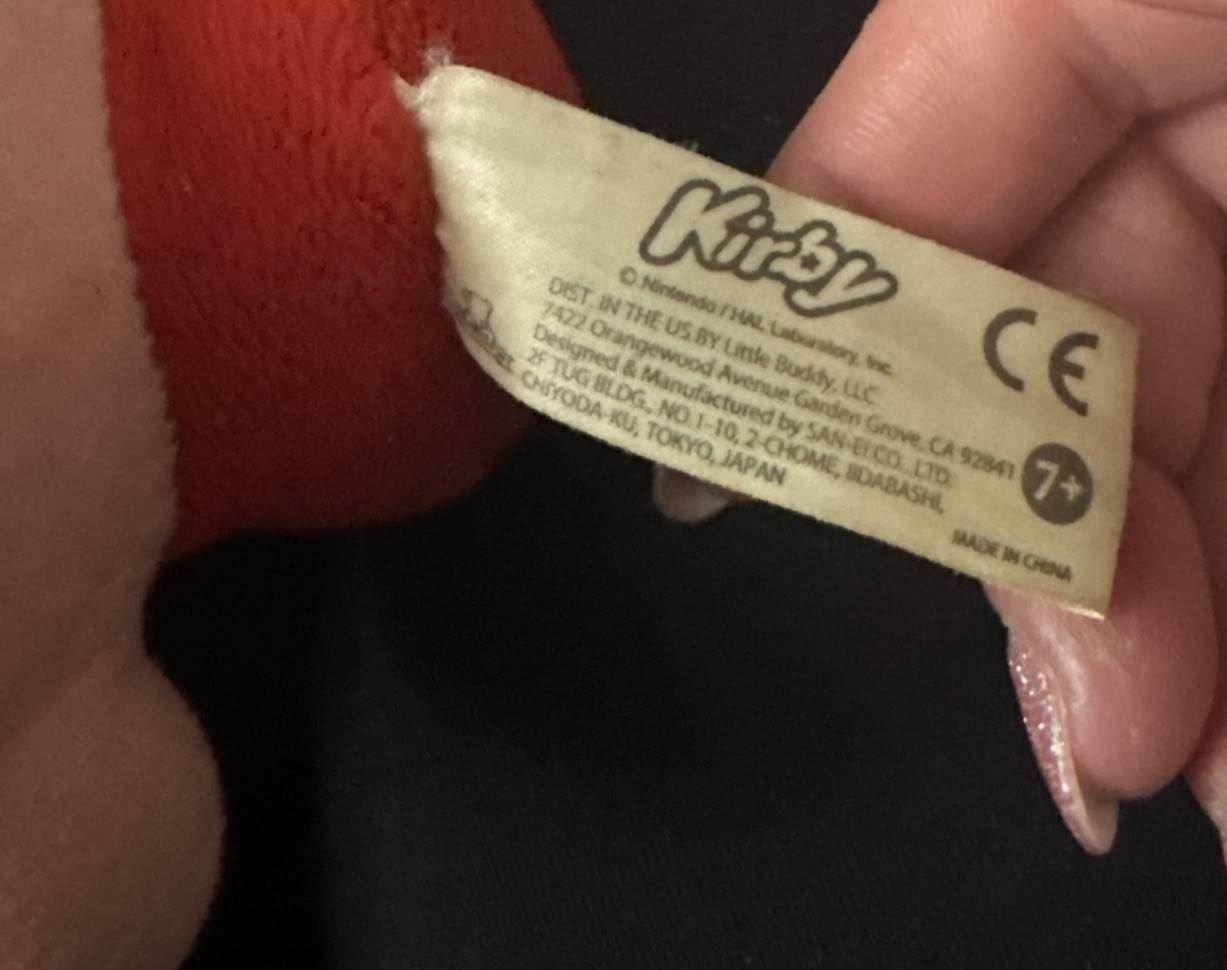 Kirby
© Nintendo / HAL Laboratory, Inc.
DIST. IN THE US BY Little Buddy, LLC
7422 Orangewood Avenue Garden Grove, CA 92841
Designed & Manufactured by SAN-EI CO. LTD.
2F TUG BLDG., NO.1-10, 2-CHOME, IIDABASHI,
CHIYODA-KU, TOKYO, JAPAN
CE
7+
MADE IN CHINA